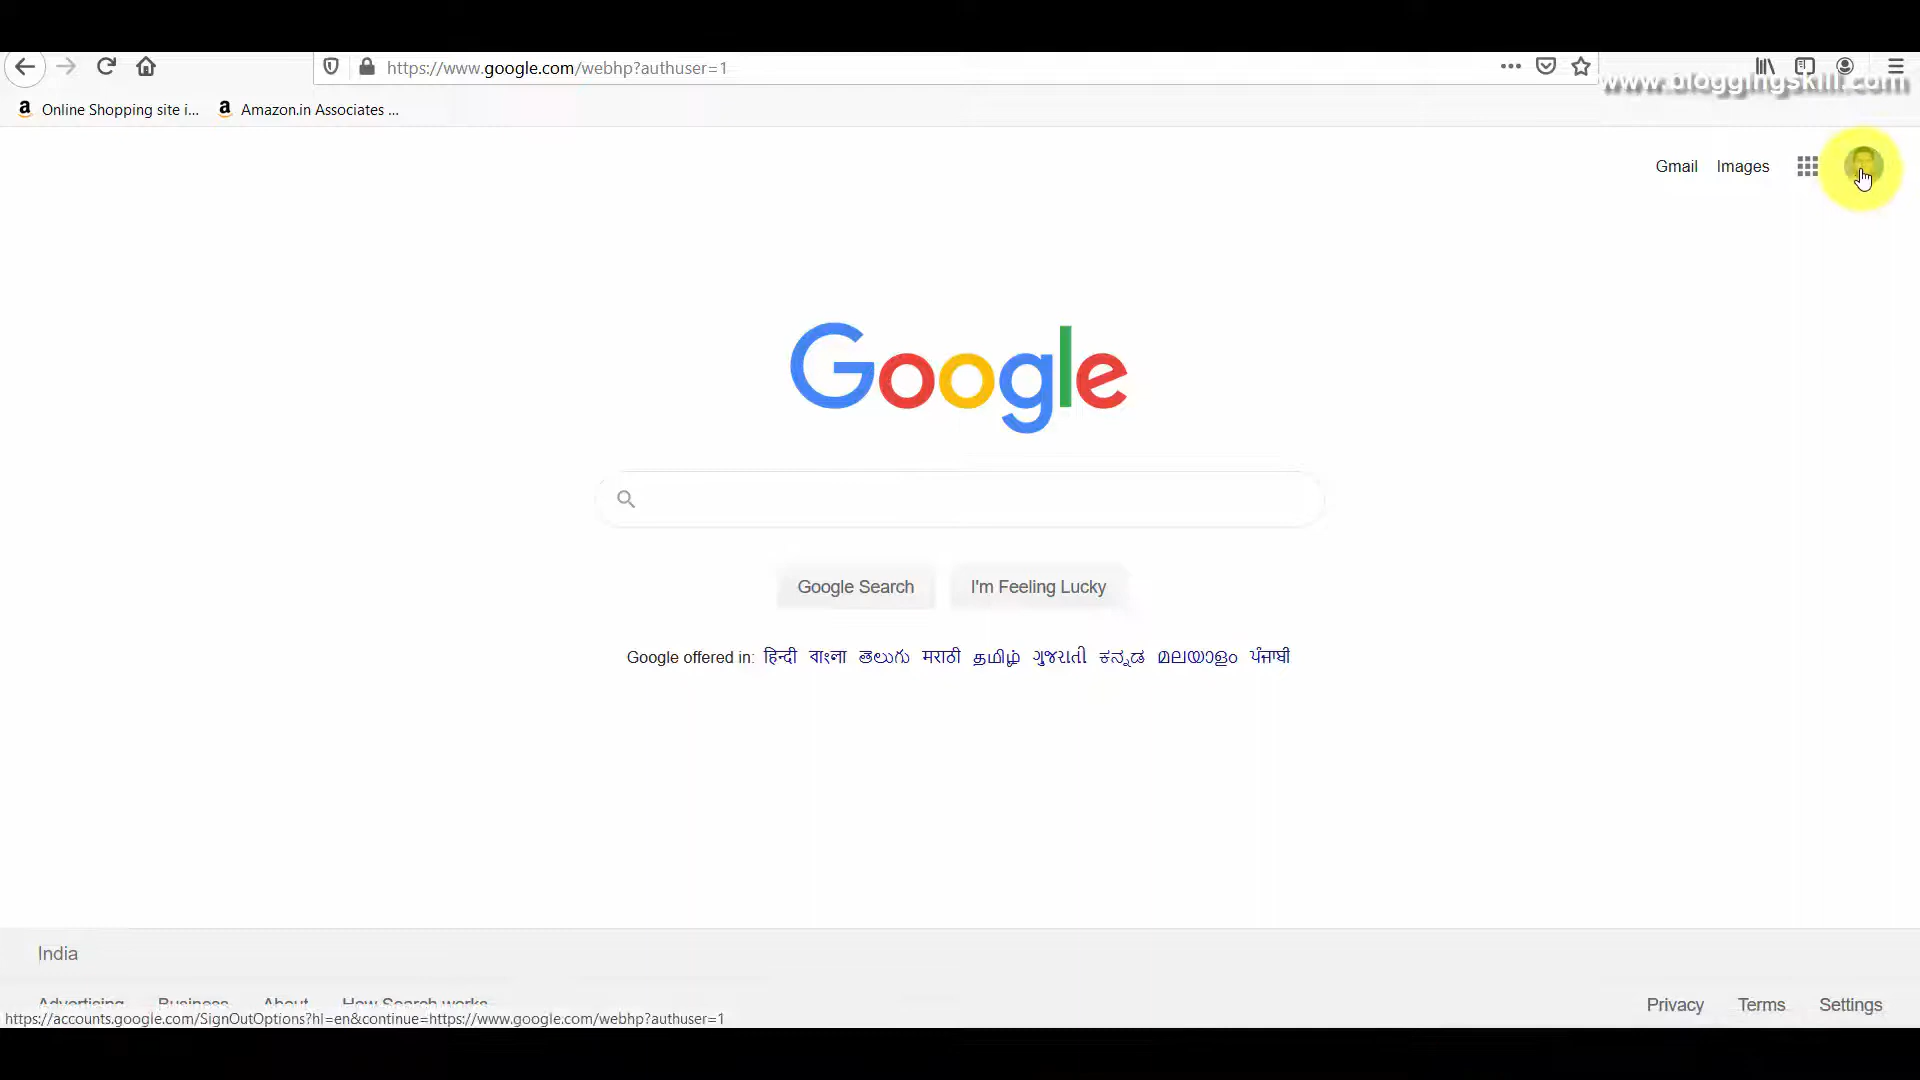 https://www.google.com/webhp?authuser=1
www.bloggingskill.com
Online Shopping site i... Amazon.in Associates ...
Gmail Images
Google
Google Search I'm Feeling Lucky
Google offered in: हिन्दी বাংলা తెలుగు मराठी தமிழ் ગુજરાતી ಕನ್ನಡ മലയാളം ਪੰਜਾਬੀ
India
Advertising Business About How Search works Privacy Terms Settings
https://accounts.google.com/SignOutOptions?hl=en&continue=https://www.google.com/webhp?authuser=1